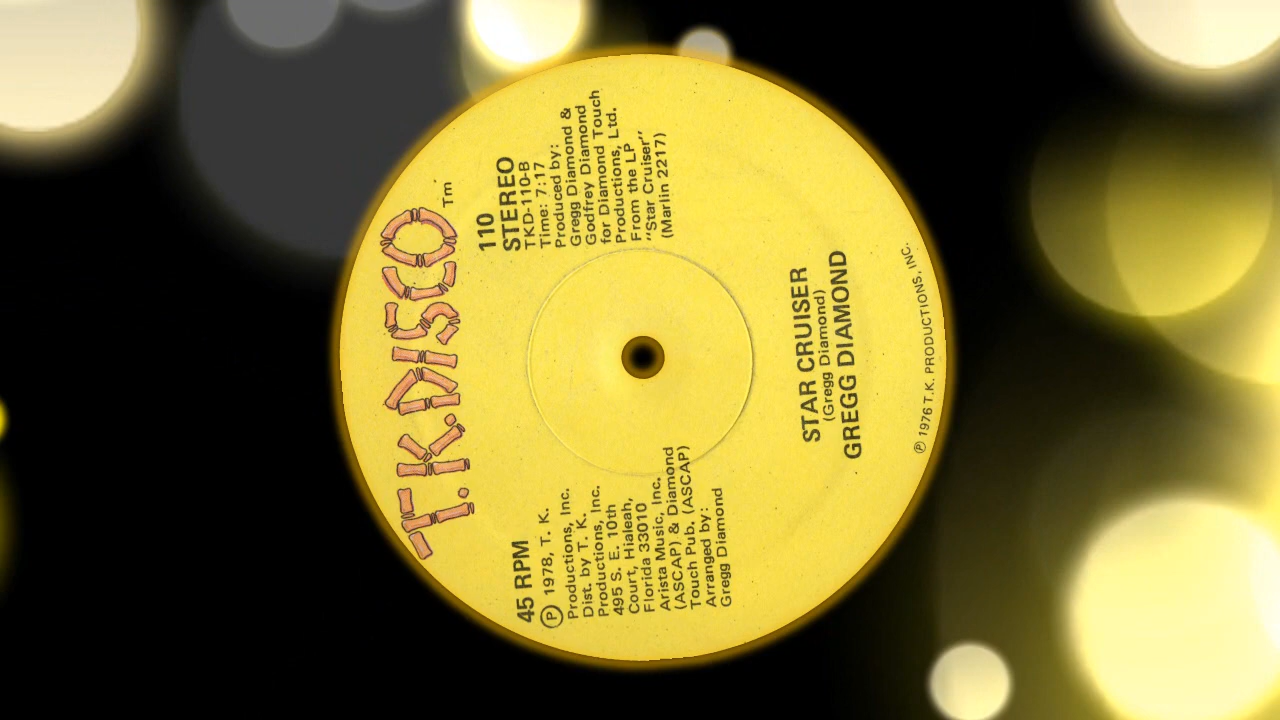 T.K. DISCO TM
45 RPM
Ⓟ 1978, T. K.
Productions, Inc.
Dist. by T. K.
Productions, Inc.
495 S. E. 10th
Court, Hialeah,
Florida 33010
Arista Music, Inc.
(ASCAP) & Diamond
Touch Pub. (ASCAP)
Arranged by:
Gregg Diamond
110
STEREO
TKD-110-B
Time: 7:17
Produced by:
Gregg Diamond &
Godfrey Diamond
for Diamond Touch
Productions, Ltd.
From the LP
"Star Cruiser"
(Marlin 2217)
STAR CRUISER
(Gregg Diamond)
GREGG DIAMOND
Ⓟ 1976 T.K. PRODUCTIONS, INC.